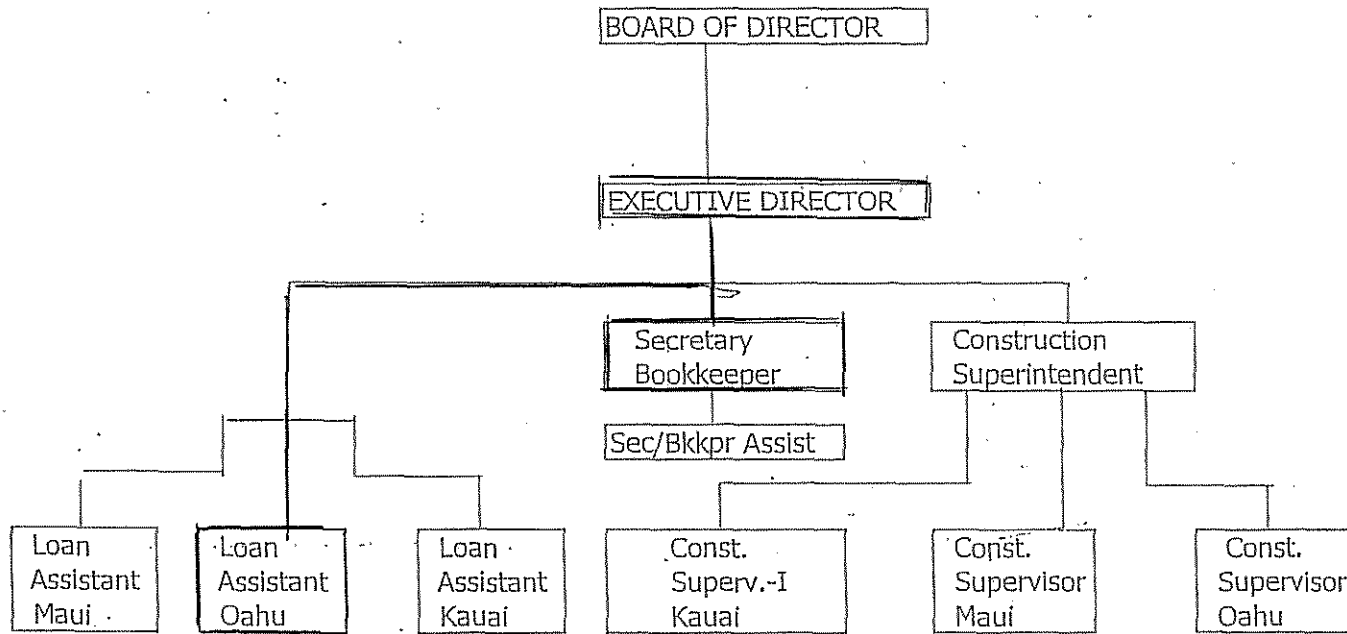 BOARD OF DIRECTOR
EXECUTIVE DIRECTOR
Secretary
Bookkeeper
Construction
Superintendent
Sec/Bkkpr Assist
Loan
Assistant
Maui
Loan
Assistant
Oahu
Loan
Assistant
Kauai
Const.
Superv.-I
Kauai
Const.
Supervisor
Maui
Const.
Supervisor
Oahu